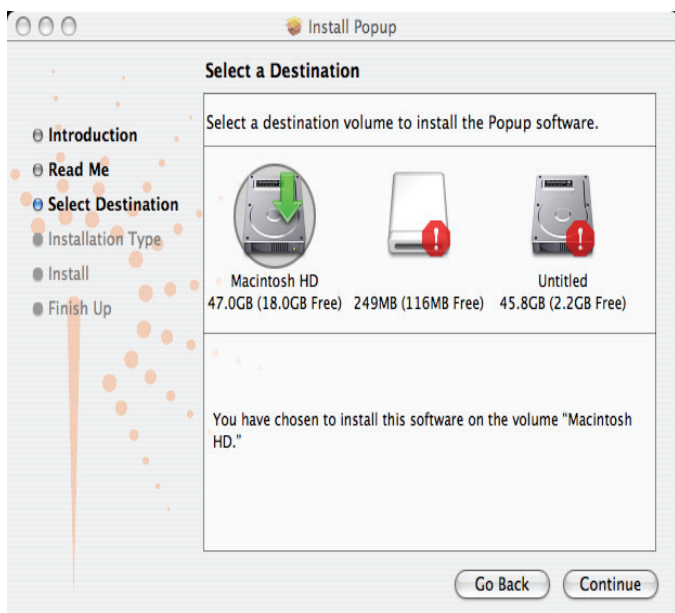 Install Popup
Select a Destination
Introduction
Read Me
Select Destination
Installation Type
Install
Finish Up
Select a destination volume to install the Popup software.
Macintosh HD
47.0GB (18.0GB Free)
249MB (116MB Free)
Untitled
45.8GB (2.2GB Free)
You have chosen to install this software on the volume “Macintosh
HD.”
Go Back
Continue